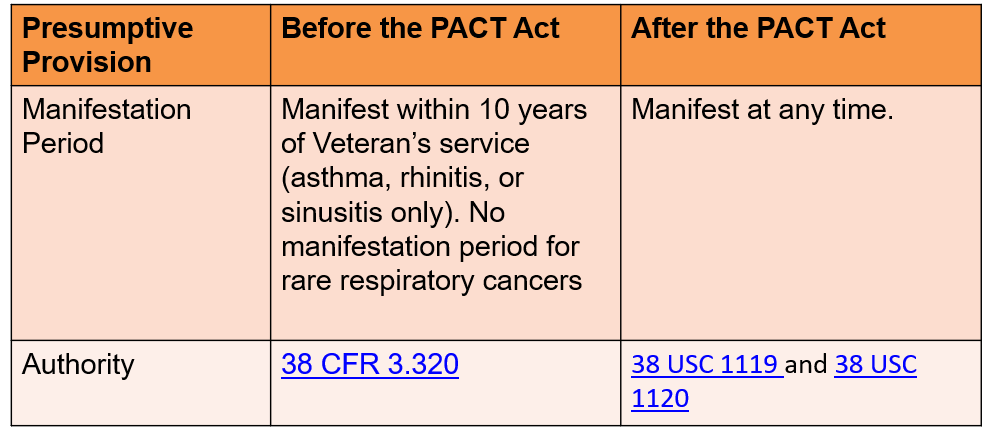 Presumptive
Provision
Before the PACT Act
After the PACT Act
Manifestation
Period
Manifest within 10 years
of Veteran’s service
(asthma, rhinitis, or
sinusitis only). No
manifestation period for
rare respiratory cancers
Manifest at any time.
Authority
38 CFR 3.320
38 USC 1119 and 38 USC
1120